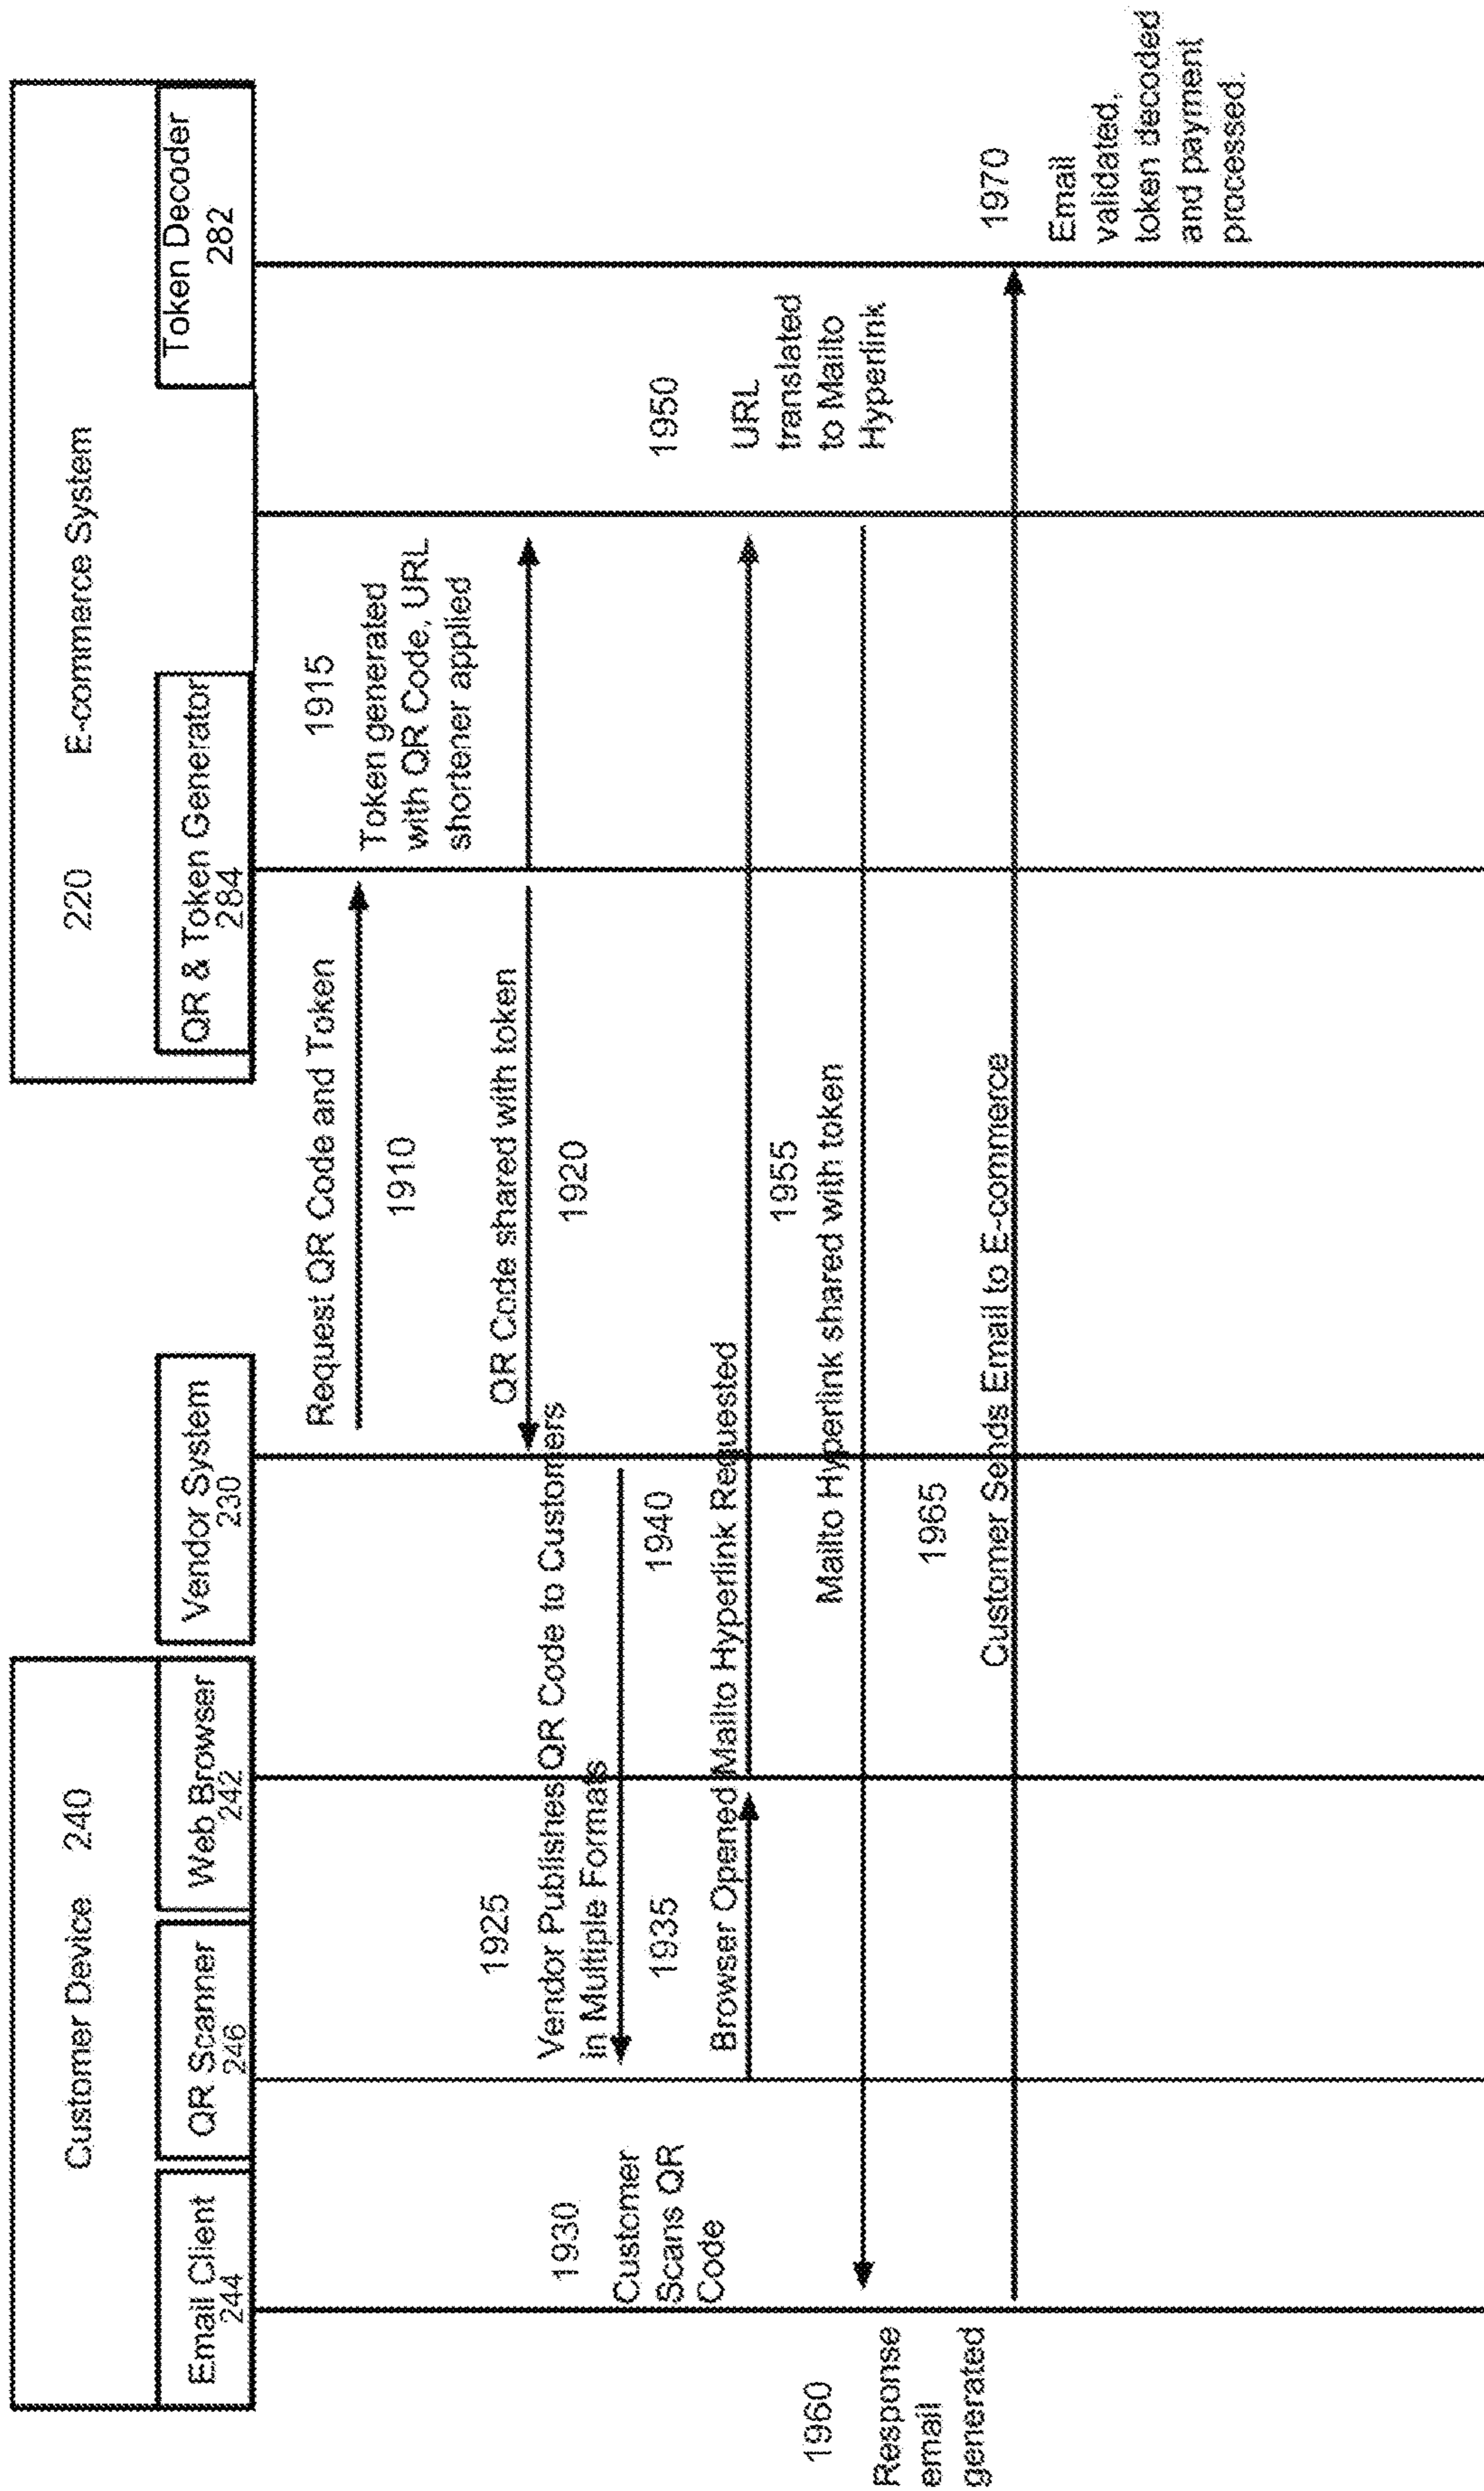 Customer Device 240
220 E-commerce System
Email Client
244
QR Scanner
246
Web Browser
242
Vendor System
230
QR & Token Generator
284
Token Decoder
282
Request QR Code and Token
1910
1915
Token generated
with QR Code, URL
shortener applied
QR Code shared with token
1920
1925
Vendor Publishes QR Code to Customers
in Multiple Formats
1930
Customer
Scans QR
Code
1935
Browser Opened
1940
Mailto Hyperlink Requested
1950
URL
translated
to Mailto
Hyperlink
1955
Mailto Hyperlink shared with token
1960
Response
email
generated
1965
Customer Sends Email to E-commerce
1970
Email
validated,
token decoded
and payment
processed.